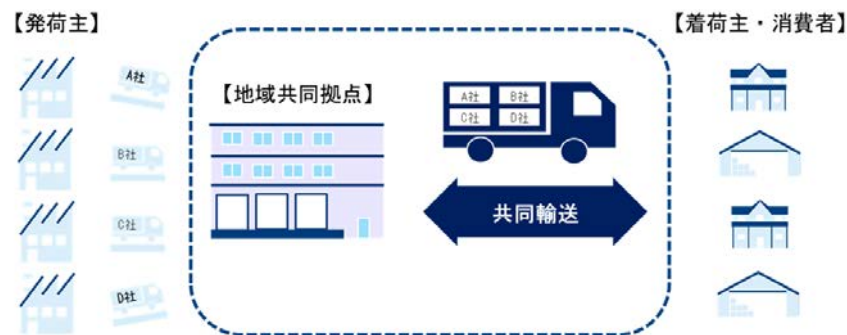 【発荷主】
【着荷主・消費者】
A社
【地域共同拠点】
A社 B社
C社 D社
B社
共同輸送
C社
D社